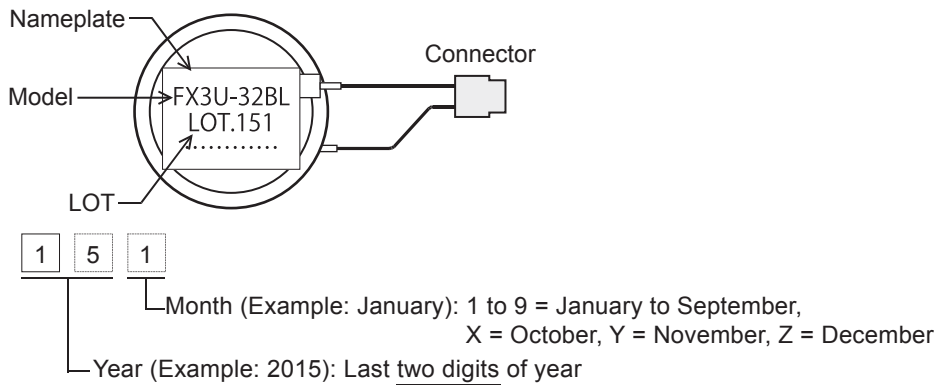 Nameplate
Connector
Model
FX3U-32BL
LOT.151
...........
LOT
1 5 1
Month (Example: January): 1 to 9 = January to September,
X = October, Y = November, Z = December
Year (Example: 2015): Last two digits of year